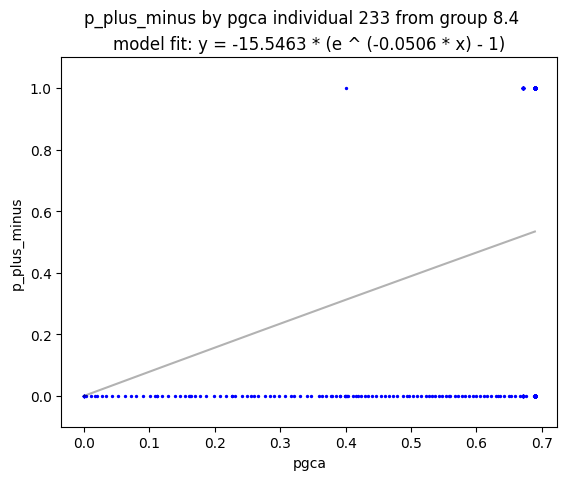 p_plus_minus by pgca individual 233 from group 8.4
model fit: y = -15.5463 * (e ^ (-0.0506 * x) - 1)
1.0
0.8
0.6
0.4
0.2
0.0
p_plus_minus
0.0 0.1 0.2 0.3 0.4 0.5 0.6 0.7
pgca